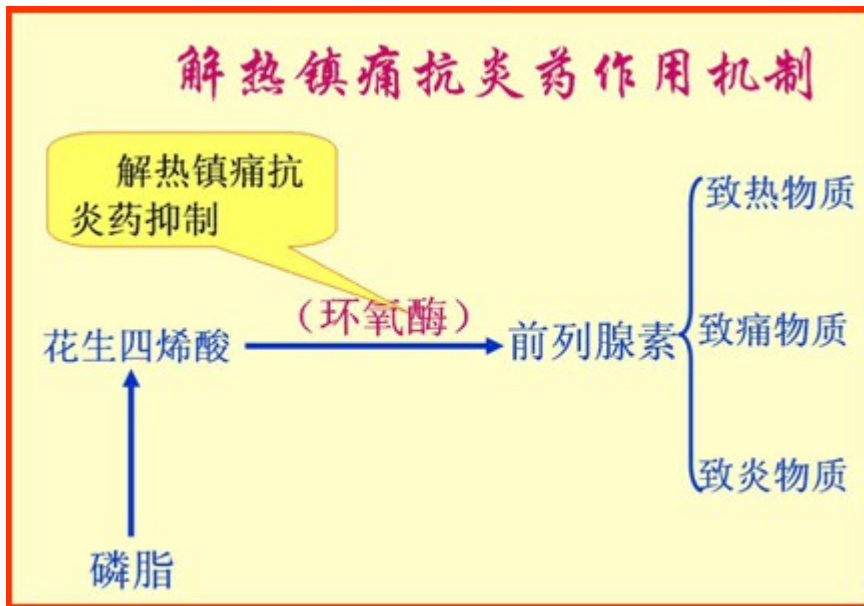 解热镇痛抗炎药作用机制
解热镇痛抗
炎药抑制
致热物质
（环氧酶）
花生四烯酸
前列腺素
致痛物质
致炎物质
磷脂